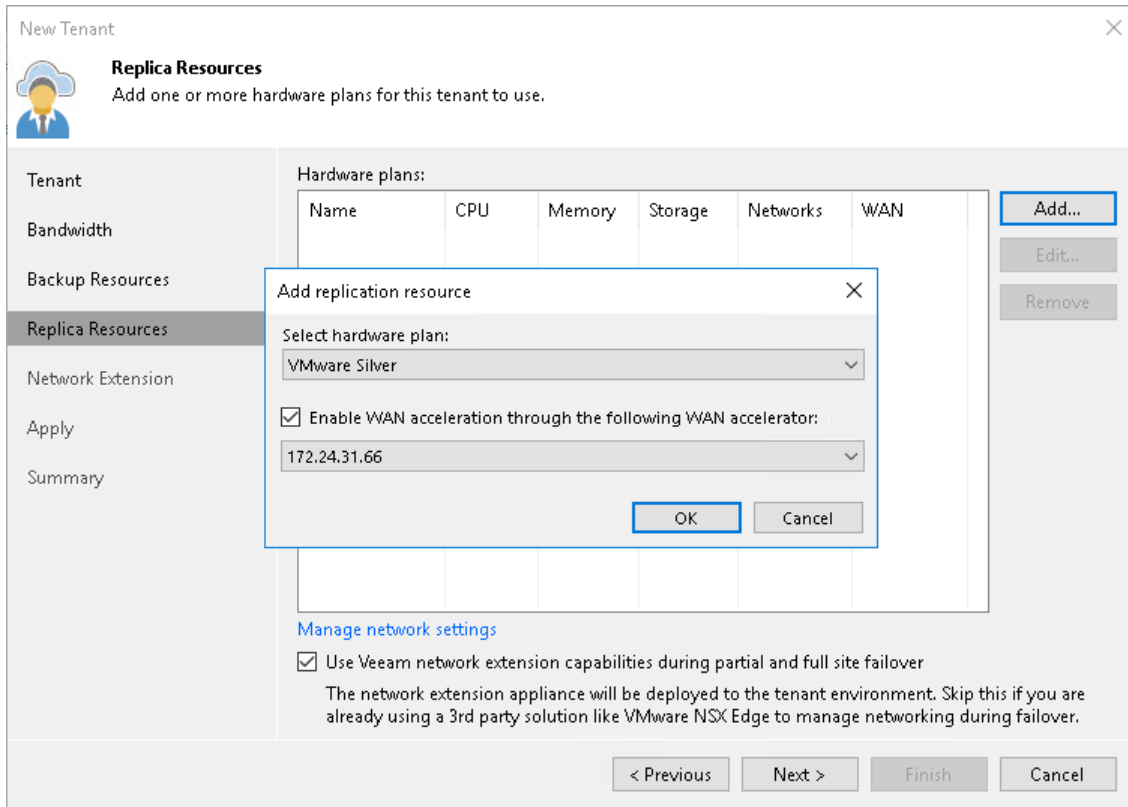 New Tenant
Replica Resources
Add one or more hardware plans for this tenant to use.
Tenant
Bandwidth
Backup Resources
Replica Resources
Network Extension
Apply
Summary
Hardware plans:
Name CPU Memory Storage Networks WAN
Add...
Edit...
Remove
Add replication resource
Select hardware plan:
VMware Silver
Enable WAN acceleration through the following WAN accelerator:
172.24.31.66
OK Cancel
Manage network settings
Use Veeam network extension capabilities during partial and full site failover
The network extension appliance will be deployed to the tenant environment. Skip this if you are
already using a 3rd party solution like VMware NSX Edge to manage networking during failover.
< Previous Next > Finish Cancel